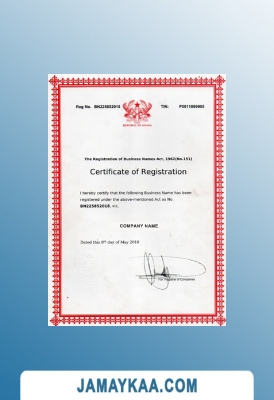 Reg No. BN225852018 TIN: P0011889985
REPUBLIC OF GHANA
The Registration of Business Names Act, 1962(No.151)
Certificate of Registration
I hereby certify that the following Business Name has been
registered under the above-mentioned Act as No.
BN225852018, viz.
COMPANY NAME
Dated this 8th day of May 2018
For: Registrar of Companies
JAMAYKAA.COM